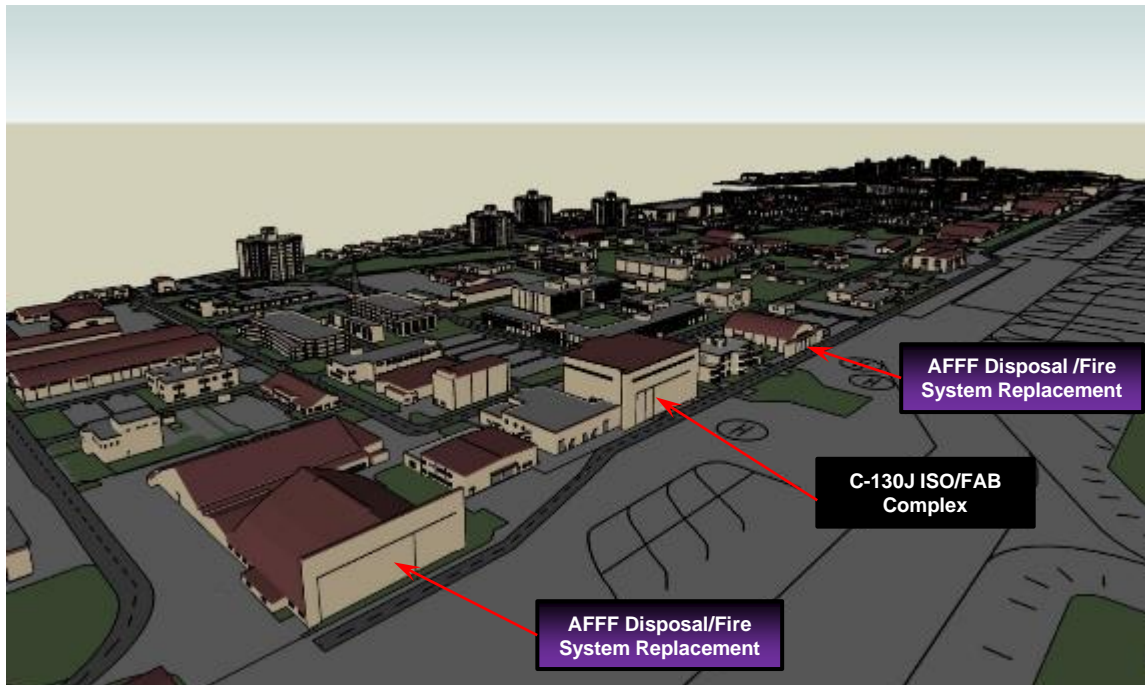 AFFF Disposal /Fire
System Replacement
C-130J ISO/FAB
Complex
AFFF Disposal/Fire
System Replacement